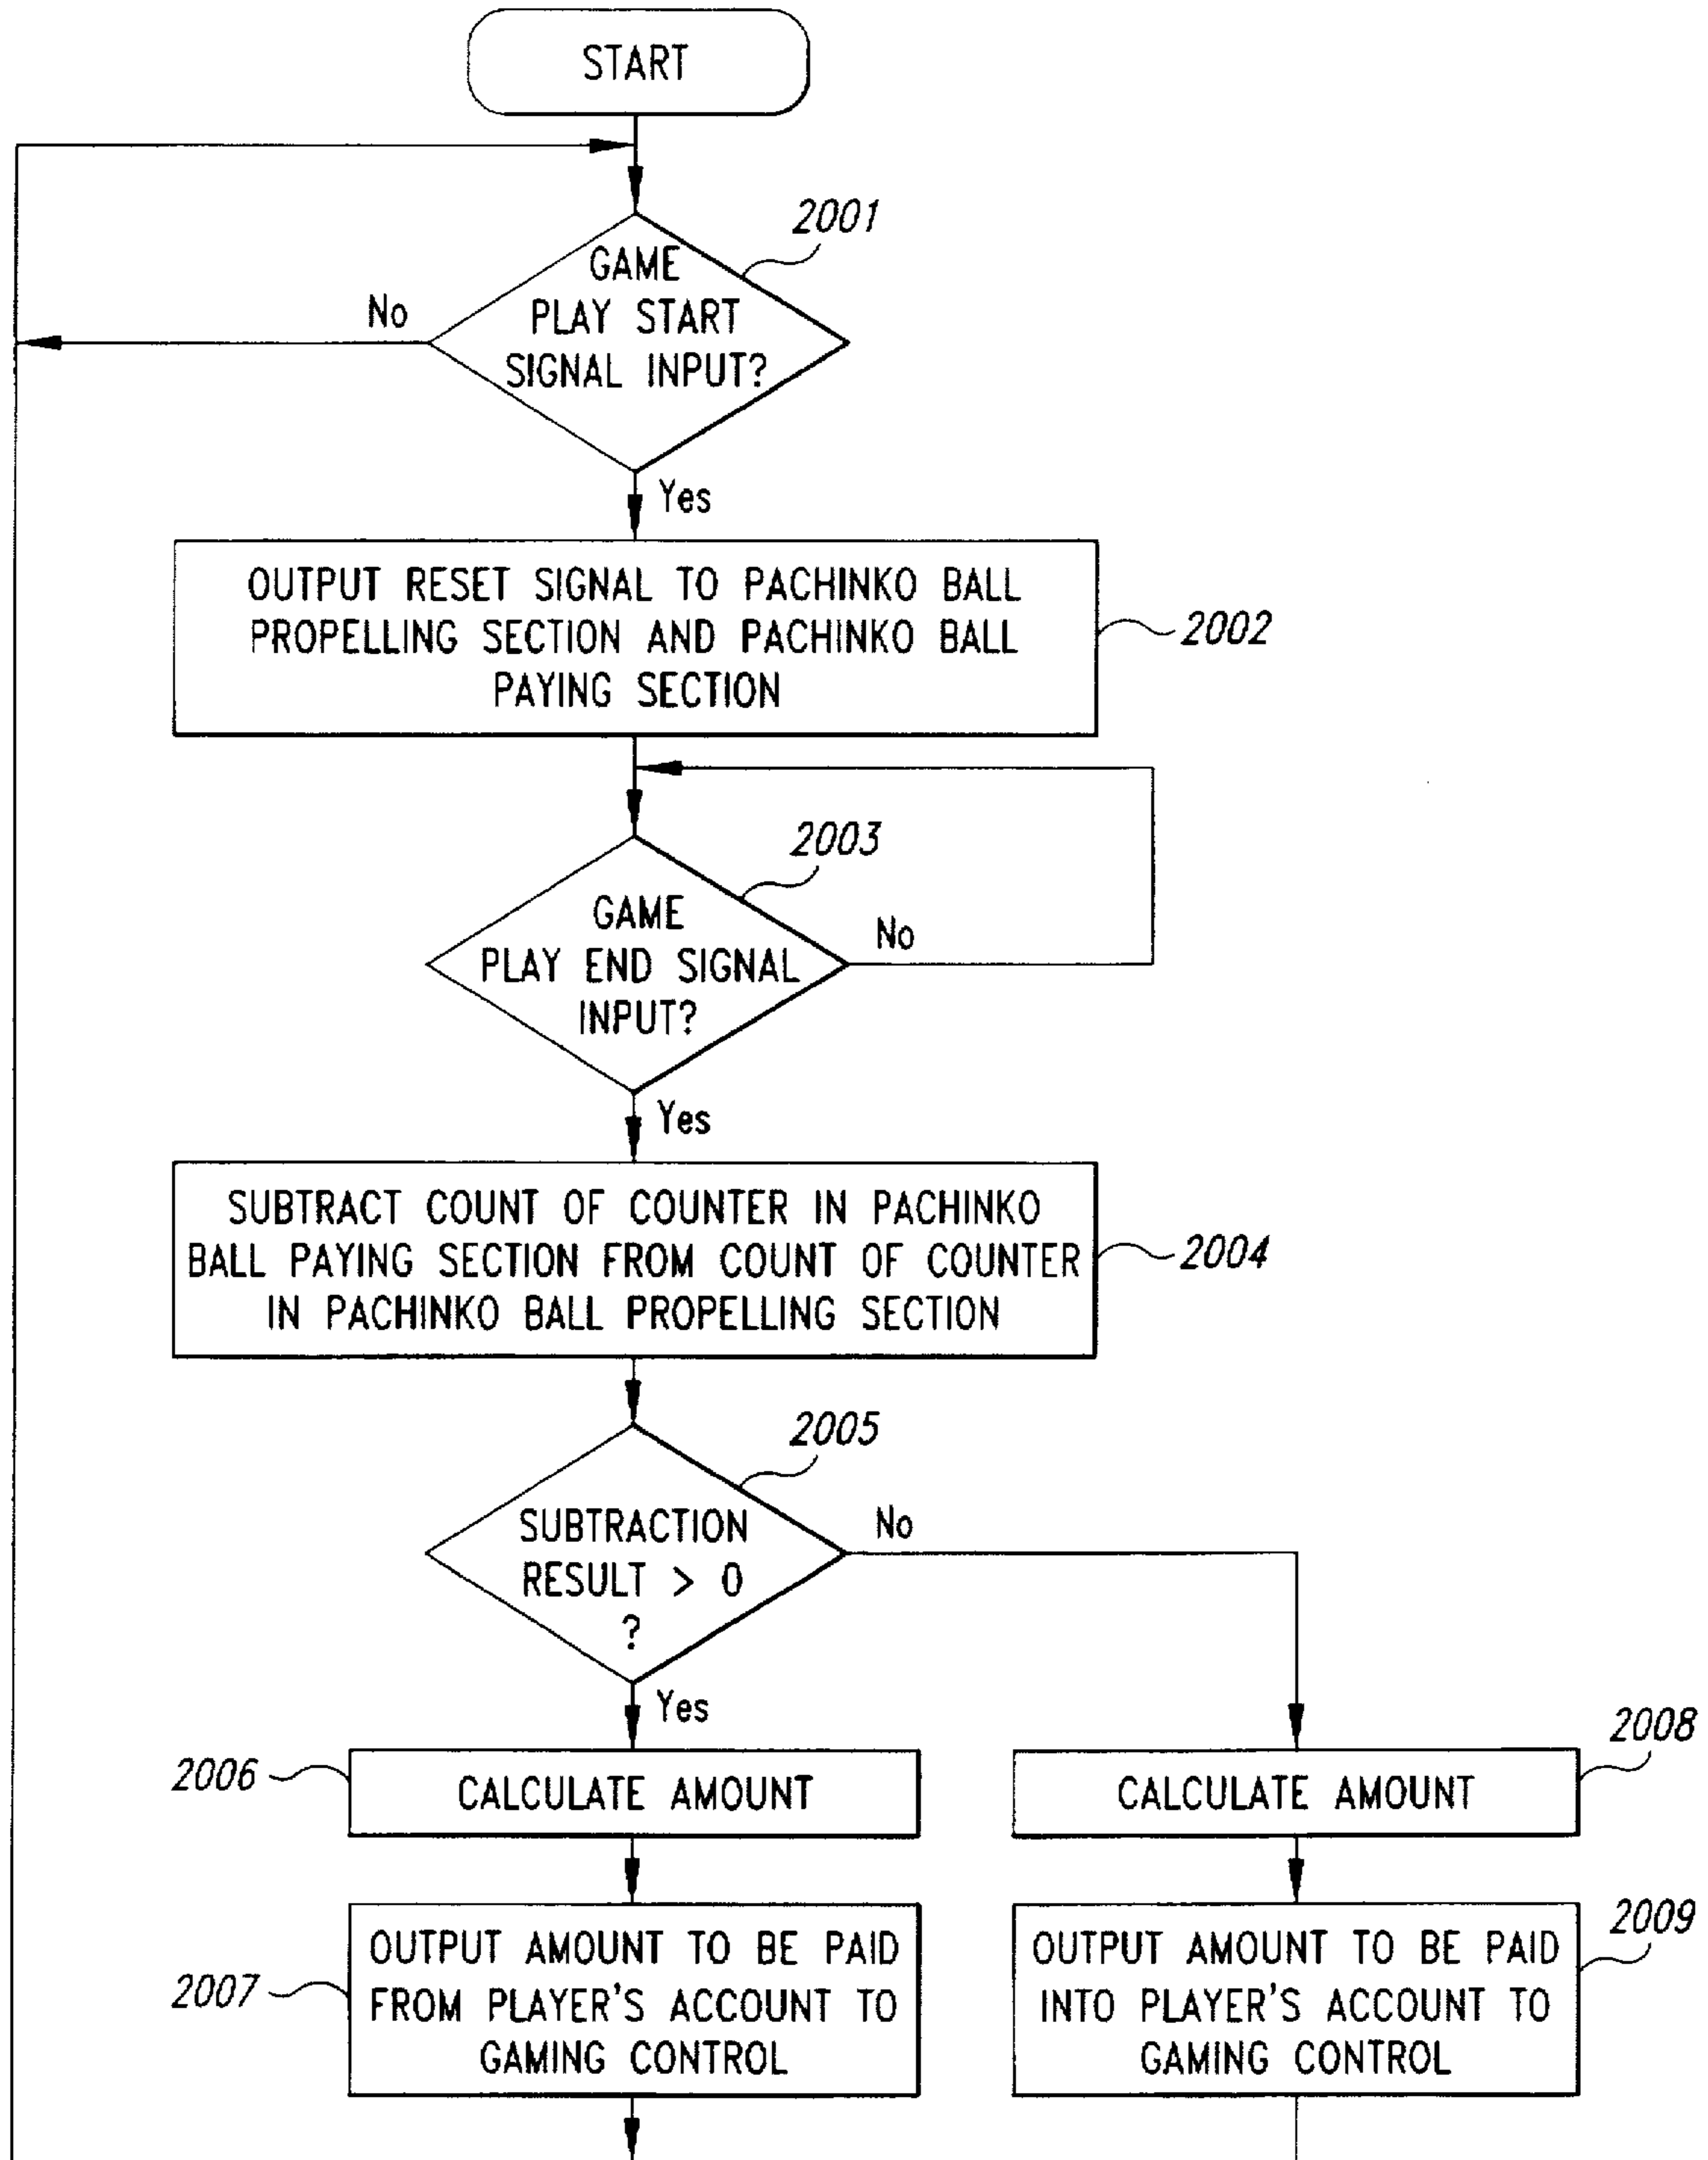 START
2001
GAME
PLAY START
SIGNAL INPUT?
No
Yes
OUTPUT RESET SIGNAL TO PACHINKO BALL
PROPELLING SECTION AND PACHINKO BALL
PAYING SECTION
2002
2003
GAME
PLAY END SIGNAL
INPUT?
No
Yes
SUBTRACT COUNT OF COUNTER IN PACHINKO
BALL PAYING SECTION FROM COUNT OF COUNTER
IN PACHINKO BALL PROPELLING SECTION
2004
2005
SUBTRACTION
RESULT > 0
?
No
Yes
2006
CALCULATE AMOUNT
2008
CALCULATE AMOUNT
2007
OUTPUT AMOUNT TO BE PAID
FROM PLAYER'S ACCOUNT TO
GAMING CONTROL
2009
OUTPUT AMOUNT TO BE PAID
INTO PLAYER'S ACCOUNT TO
GAMING CONTROL